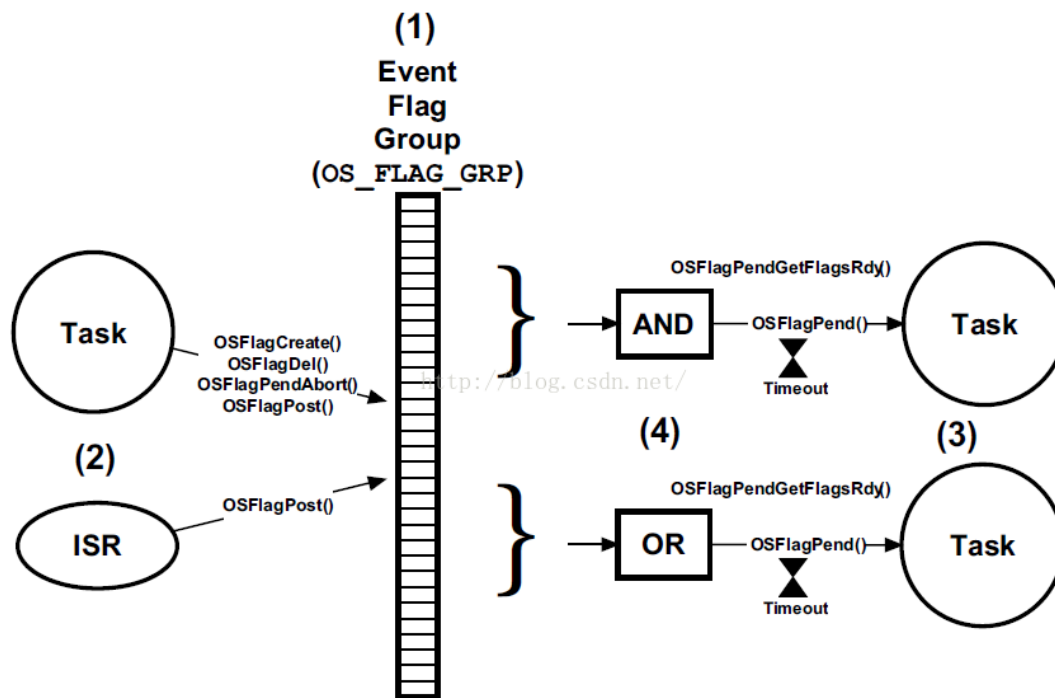 (1)
Event
Flag
Group
(OS_FLAG_GRP)
Task
OSFlagCreate()
OSFlagDel()
OSFlagPendAbort()
OSFlagPost()
(2)
ISR
OSFlagPost()
http://blog.csdn.net/
}
}
OSFlagPendGetFlagsRdy()
AND
OSFlagPend()
Timeout
Task
(4)
(3)
OSFlagPendGetFlagsRdy()
OR
OSFlagPend()
Timeout
Task